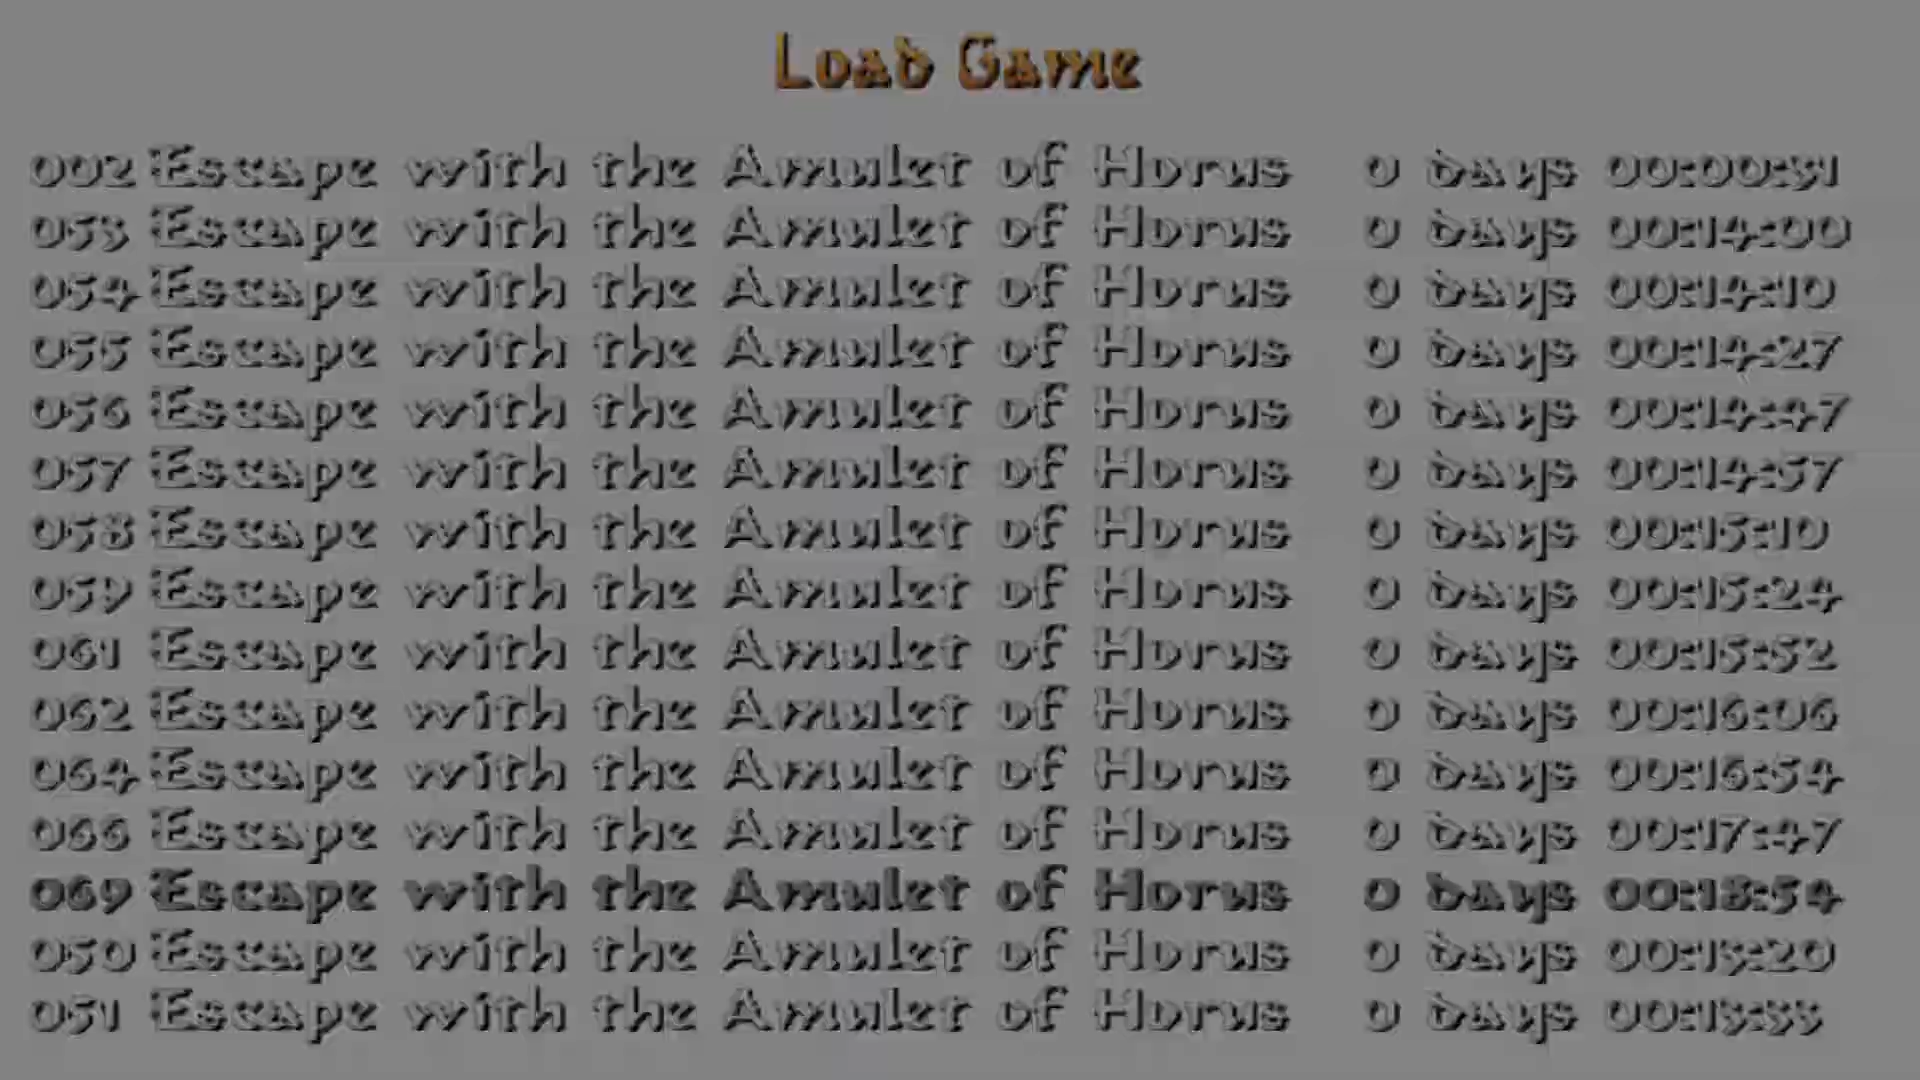 Load Game
002 Escape with the Amulet of Horus 0 days 00:00:31
053 Escape with the Amulet of Horus 0 days 00:14:00
054 Escape with the Amulet of Horus 0 days 00:14:10
055 Escape with the Amulet of Horus 0 days 00:14:27
056 Escape with the Amulet of Horus 0 days 00:14:47
057 Escape with the Amulet of Horus 0 days 00:14:57
058 Escape with the Amulet of Horus 0 days 00:15:10
059 Escape with the Amulet of Horus 0 days 00:15:24
061 Escape with the Amulet of Horus 0 days 00:15:52
062 Escape with the Amulet of Horus 0 days 00:16:06
064 Escape with the Amulet of Horus 0 days 00:16:54
066 Escape with the Amulet of Horus 0 days 00:17:47
069 Escape with the Amulet of Horus 0 days 00:18:54
050 Escape with the Amulet of Horus 0 days 00:13:20
051 Escape with the Amulet of Horus 0 days 00:13:33